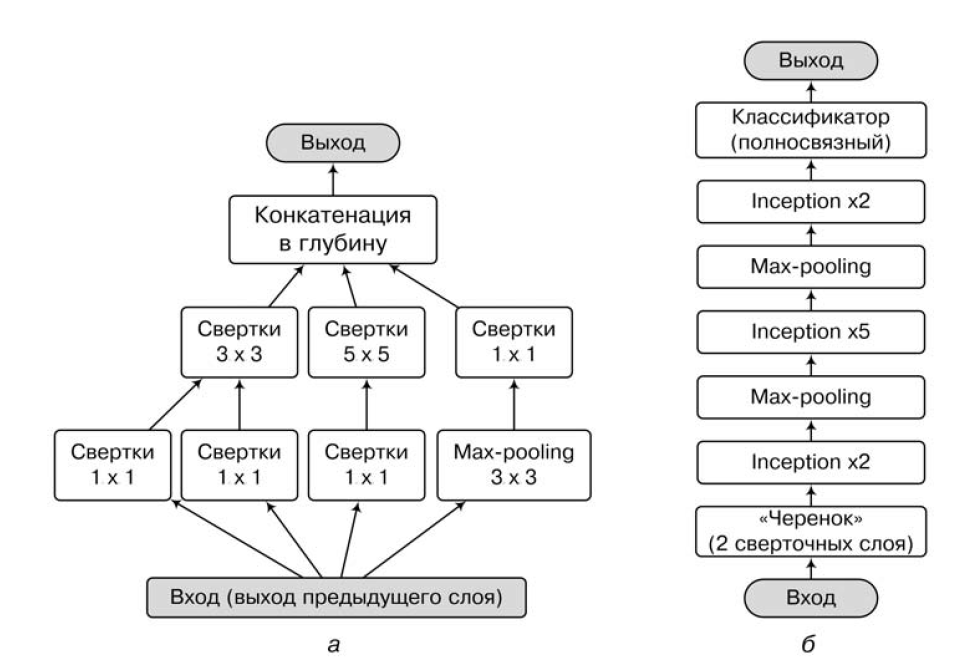 Выход
Конкатенация
в глубину
Свертки
3 x 3
Свертки
5 x 5
Свертки
1 x 1
Свертки
1 x 1
Свертки
1 x 1
Свертки
1 x 1
Max-pooling
3 x 3
Вход (выход предыдущего слоя)
а
Выход
Классификатор
(полносвязный)
Inception x2
Max-pooling
Inception x5
Max-pooling
Inception x2
«Черенок»
(2 сверточных слоя)
Вход
б